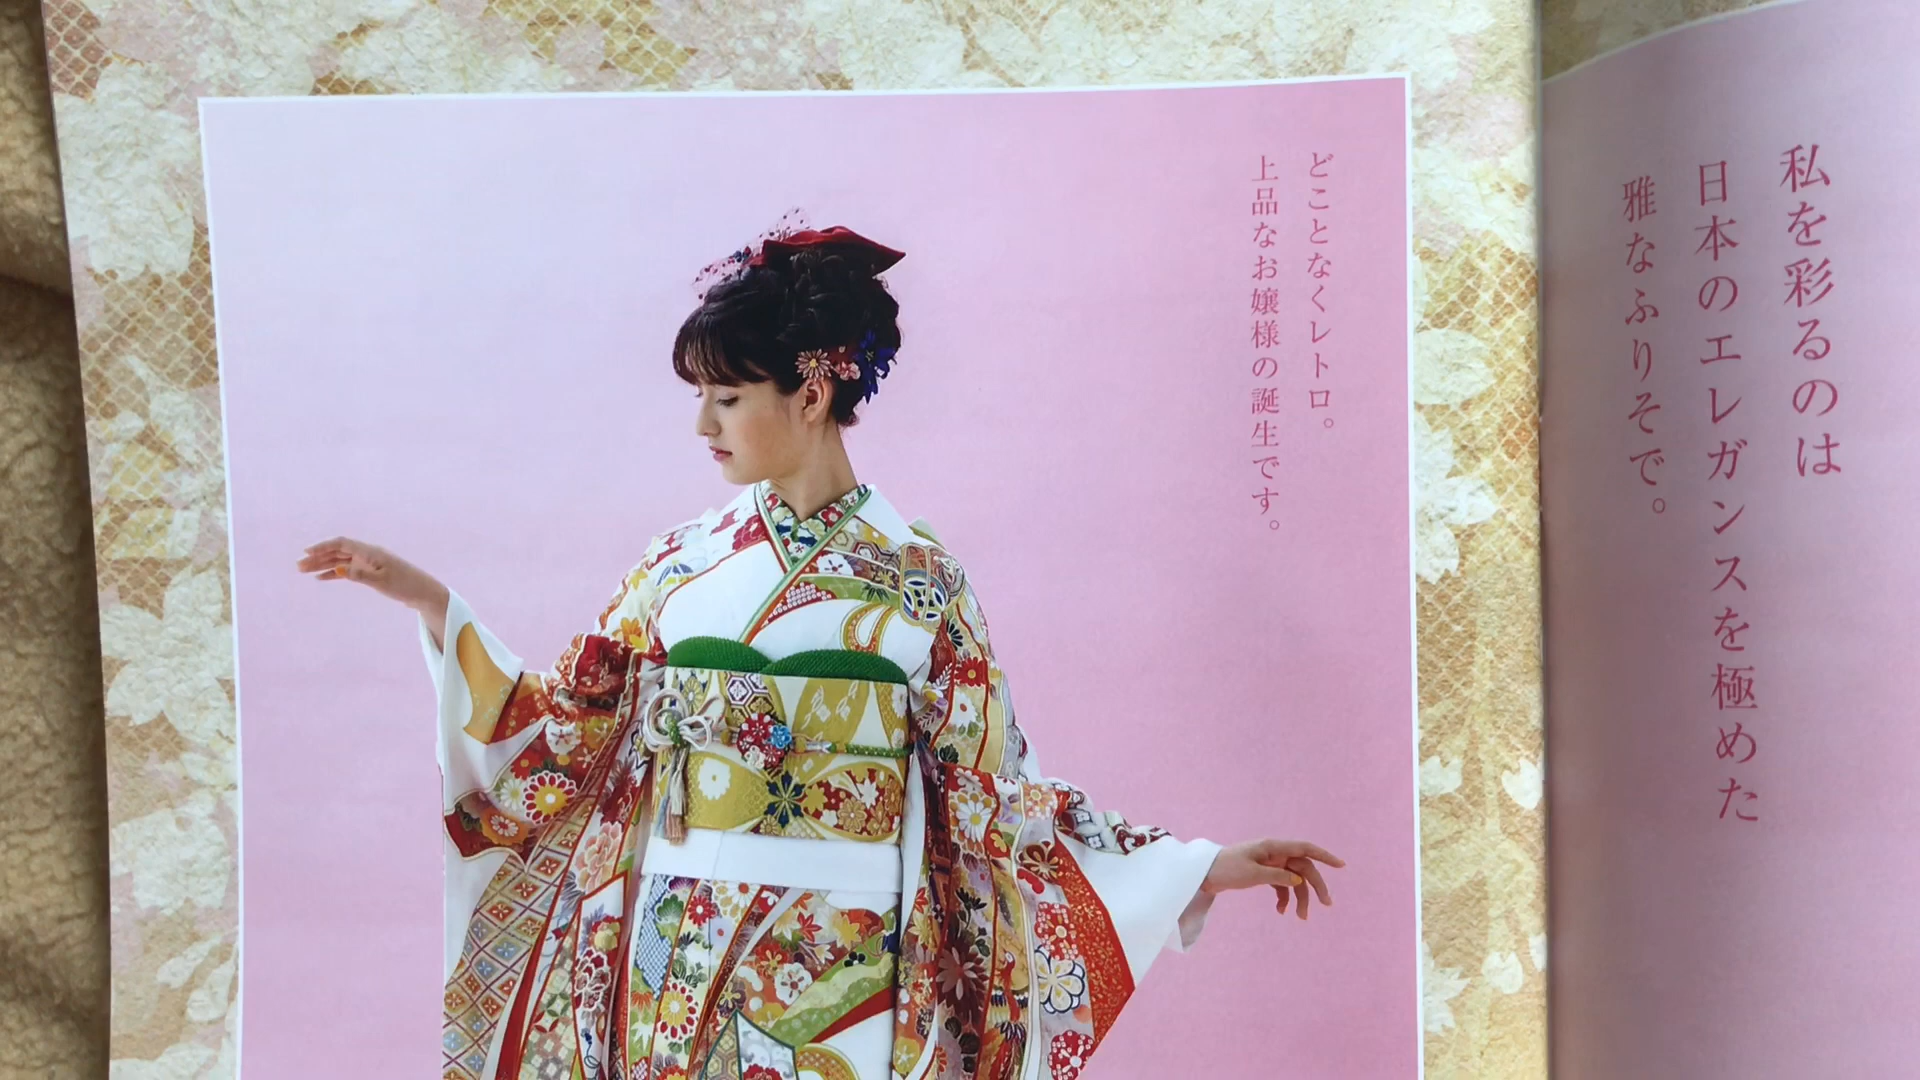 私を彩るのは
日本のエレガンスを極めた
雅なふりそで。
どことなくレトロ。
上品なお嬢様の誕生です。